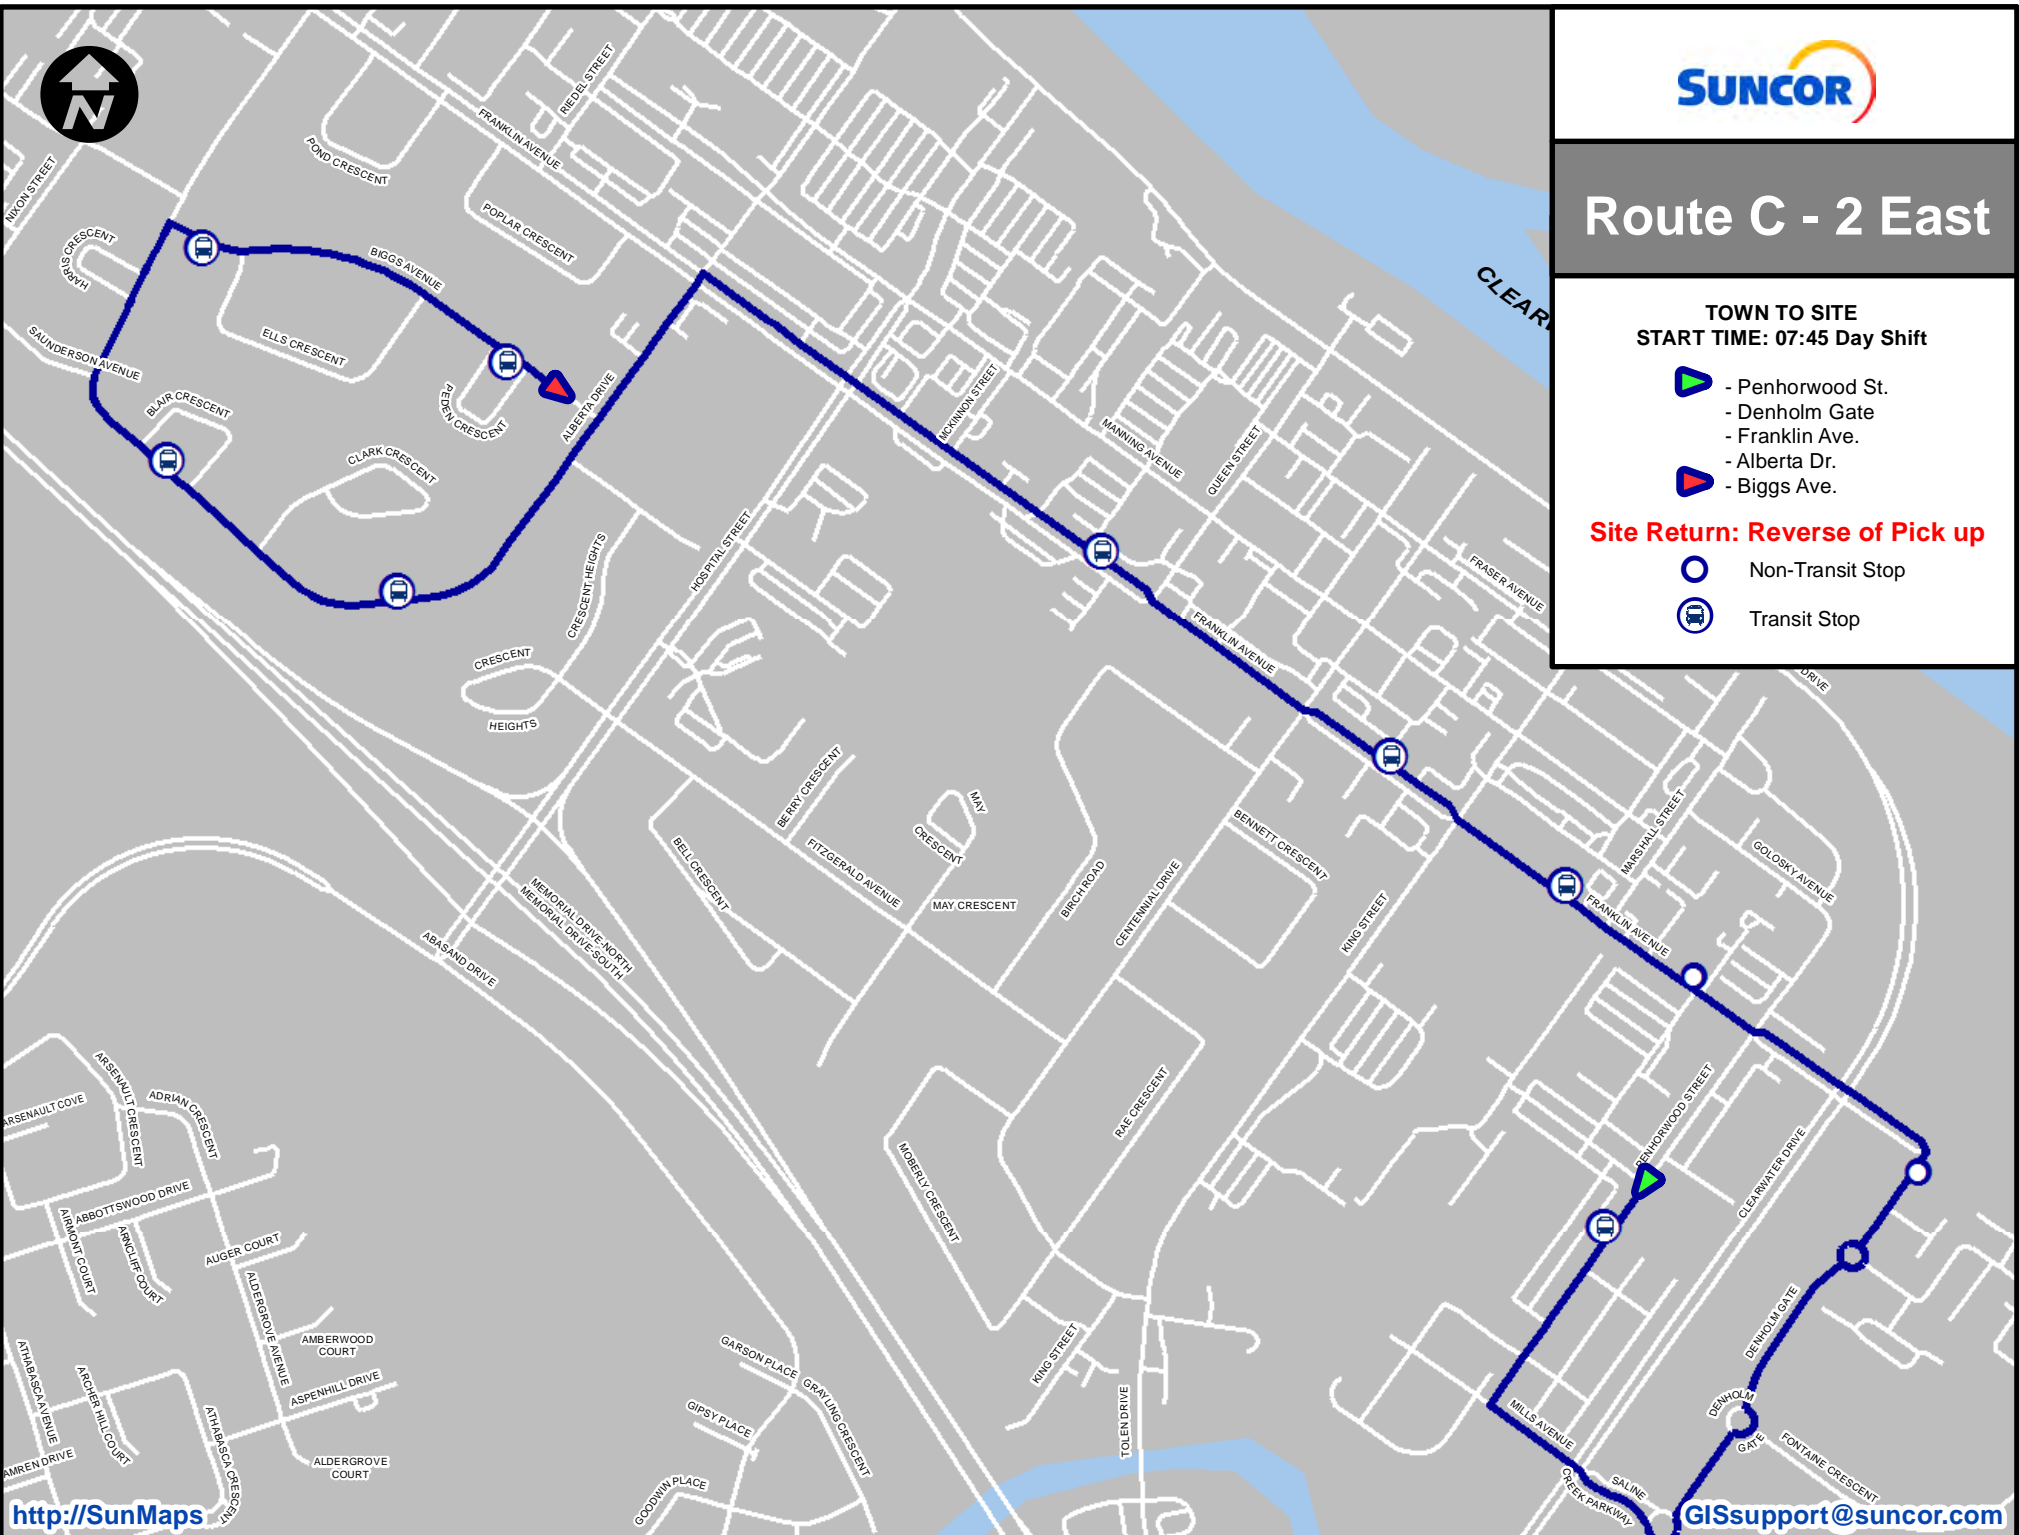 N
SUNCOR
Route C - 2 East
TOWN TO SITE
START TIME: 07:45 Day Shift
- Penhorwood St.
- Denholm Gate
- Franklin Ave.
- Alberta Dr.
- Biggs Ave.
Site Return: Reverse of Pick up
Non-Transit Stop
Transit Stop
RIEDEL STREET
FRANKLIN AVENUE
POND CRESCENT
NIXON STREET
POPLAR CRESCENT
HARRIS CRESCENT
BIGGS AVENUE
CLEARW
SAUNDERSON AVENUE
ELLS CRESCENT
BLAIR CRESCENT
PEDEN CRESCENT
ALBERTA DRIVE
MCKINNON STREET
MANNING AVENUE
QUEEN STREET
CLARK CRESCENT
HOSPITAL STREET
CRESCENT HEIGHTS
FRASER AVENUE
FRANKLIN AVENUE
CRESCENT
HEIGHTS
DRIVE
BERRY CRESCENT
MAY
CRESCENT
BENNETT CRESCENT
MARSHALL STREET
GOLOSKY AVENUE
BELL CRESCENT
FITZGERALD AVENUE
MAY CRESCENT
BIRCH ROAD
CENTENNIAL DRIVE
KING STREET
FRANKLIN AVENUE
MEMORIAL DRIVE-NORTH
MEMORIAL DRIVE-SOUTH
ABASAND DRIVE
ARSENAULT COVE
ARSENAULT CRESCENT
ADRIAN CRESCENT
RAE CRESCENT
PENHORWOOD STREET
CLEARWATER DRIVE
MOBERLY CRESCENT
ABBOTTSWOOD DRIVE
AIRMONT COURT
ARNCLIFF COURT
AUGER COURT
ALDERGROVE AVENUE
AMBERWOOD
COURT
KING STREET
DENHOLM GATE
GARSON PLACE
GRAYLING CRESCENT
ATHABASCA AVENUE
ARCHER HILL COURT
ASPENHILL DRIVE
ATHABASCA CRESCENT
GIPSY PLACE
TOLEN DRIVE
MILLS AVENUE
DENHOLM
GATE
FONTAINE CRESCENT
AMREN DRIVE
ALDERGROVE
COURT
GOODWIN PLACE
SALINE
CREEK PARKWAY
http://SunMaps
GISsupport@suncor.com